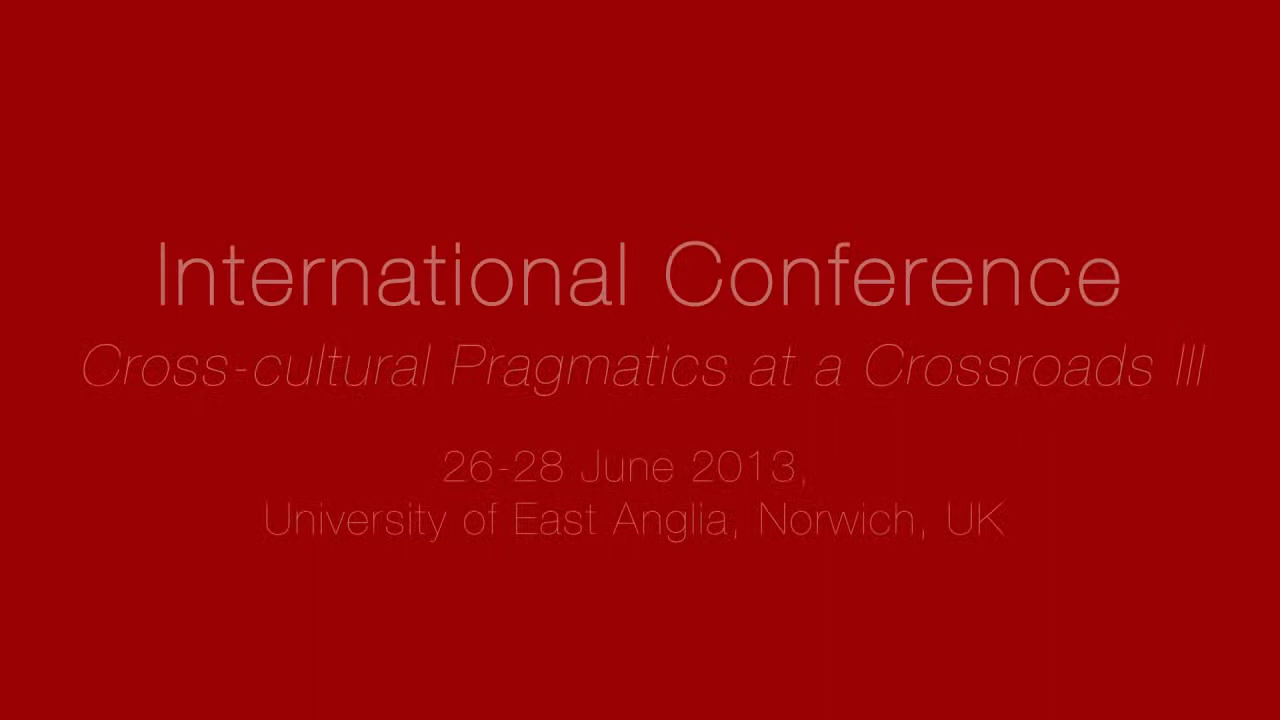 International Conference
Cross-cultural Pragmatics at a Crossroads III
26-28 June 2013,
University of East Anglia, Norwich, UK